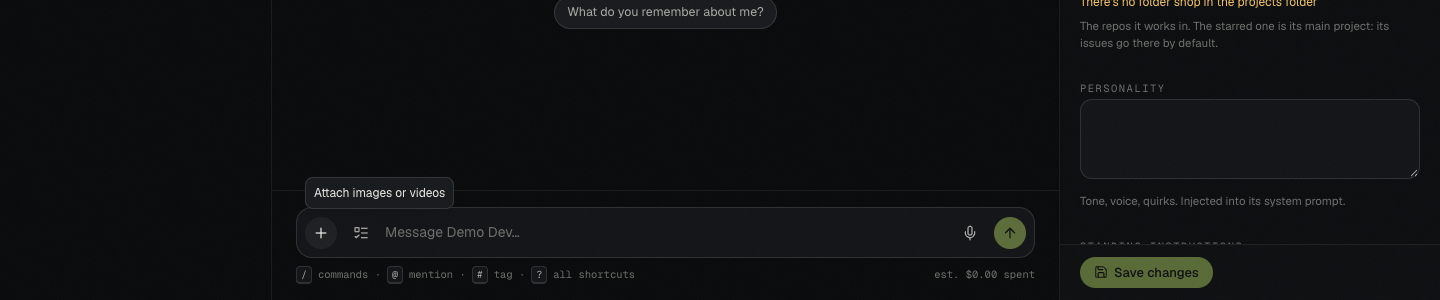 What do you remember about me?
Attach images or videos
Message Demo Dev...
/ commands · @ mention · # tag · ? all shortcuts
est. $0.00 spent
There's no folder shop in the projects folder
The repos it works in. The starred one is its main project: its
issues go there by default.
PERSONALITY
Tone, voice, quirks. Injected into its system prompt.
STANDING INSTRUCTIONS
Save changes